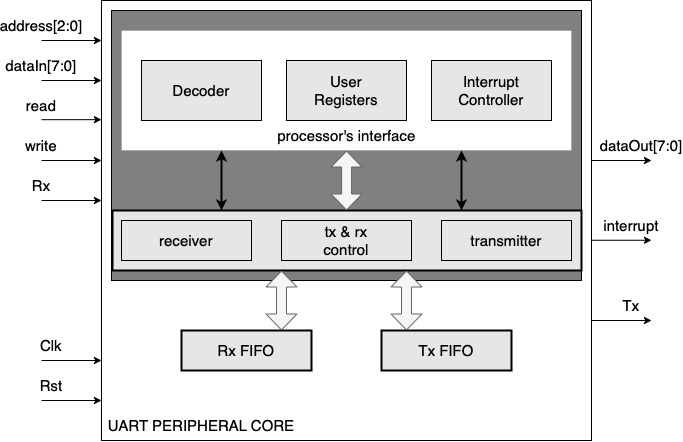 address[2:0]
dataIn[7:0]
read
write
Rx
Clk
Rst
Decoder
User
Registers
Interrupt
Controller
processor's interface
receiver
tx & rx
control
transmitter
Rx FIFO
Tx FIFO
UART PERIPHERAL CORE
dataOut[7:0]
interrupt
Tx